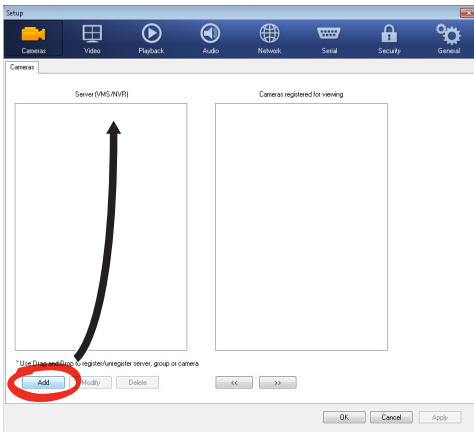 Setup
Cameras Video Playback Audio Network Serial Security General
Cameras
Server (VMS/NVR) Cameras registered for viewing
* Use Drag and Drop to register/unregister server, group or camera
Add Modify Delete << >>
OK Cancel Apply